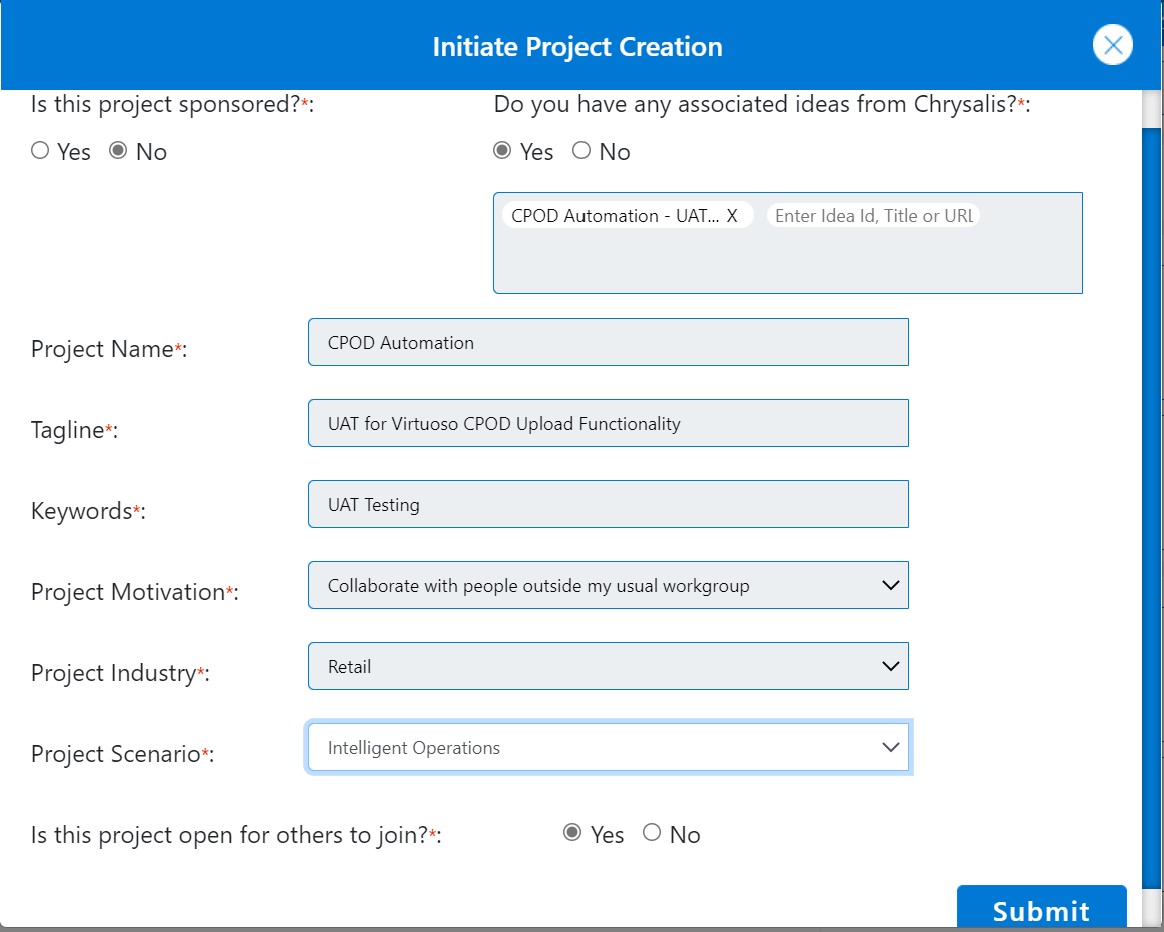 Initiate Project Creation
Is this project sponsored?*: Do you have any associated ideas from Chrysalis?*:
Yes No Yes No
CPOD Automation - UAT... X Enter Idea Id, Title or URL
Project Name*: CPOD Automation
Tagline*: UAT for Virtuoso CPOD Upload Functionality
Keywords*: UAT Testing
Project Motivation*: Collaborate with people outside my usual workgroup
Project Industry*: Retail
Project Scenario*: Intelligent Operations
Is this project open for others to join?*: Yes No
Submit